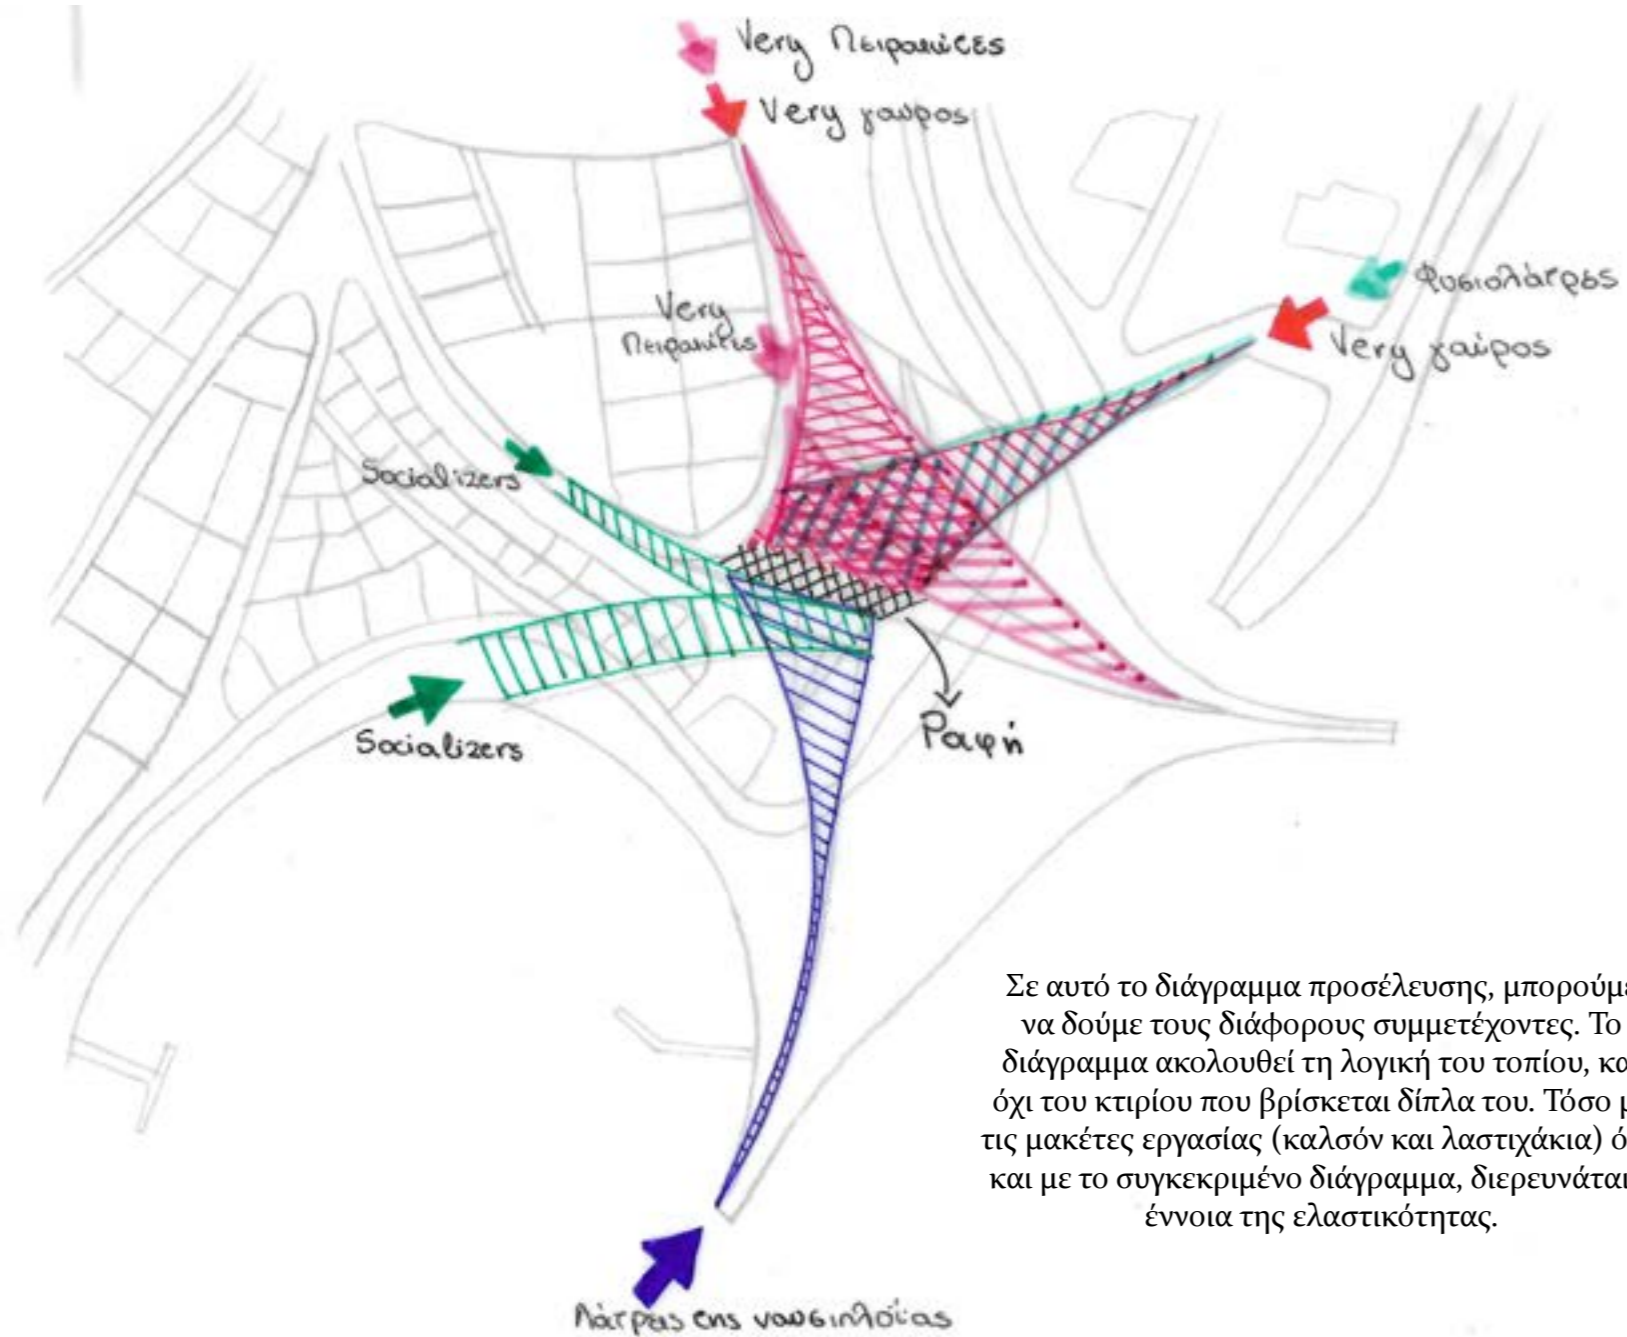 Very Πειραιώτες
Very γαύρος
Φυσιολάτρες
Very γαύρος
Very
Πειραιώτες
Socializers
Socializers
Ραφή
Λάτρεις της ναυσιπλοΐας
Σε αυτό το διάγραμμα προσέλευσης, μπορούμε
να δούμε τους διάφορους συμμετέχοντες. Το
διάγραμμα ακολουθεί τη λογική του τοπίου, κα
όχι του κτιρίου που βρίσκεται δίπλα του. Τόσο μ
τις μακέτες εργασίας (καλσόν και λαστιχάκια) ό
και με το συγκεκριμένο διάγραμμα, διερευνάται
έννοια της ελαστικότητας.